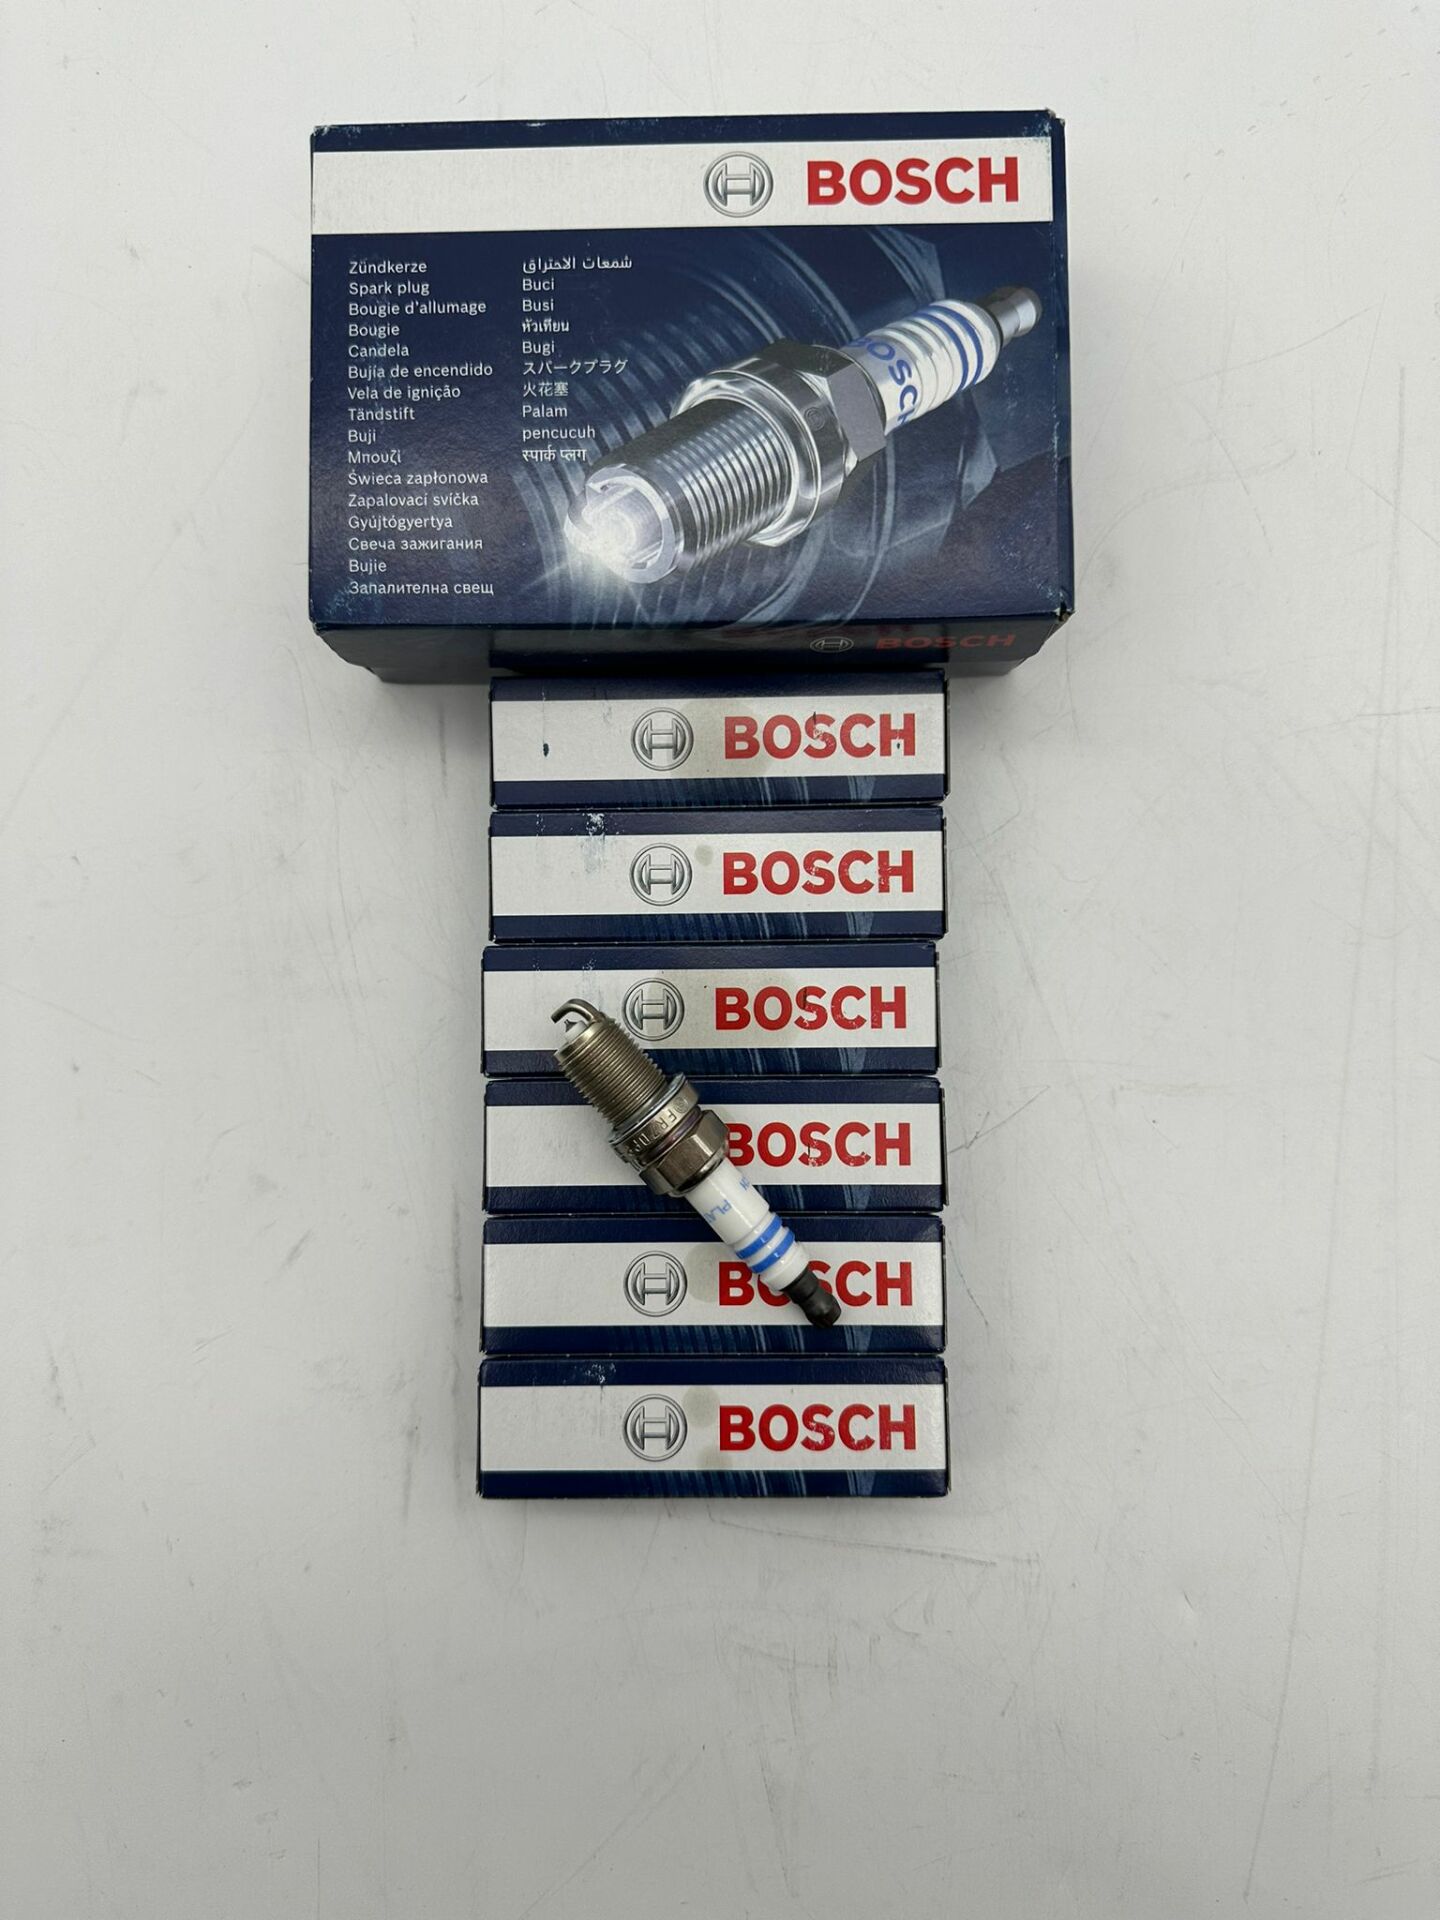 BOSCH
Zündkerze
Spark plug
Bougie d'allumage
Bougie
Candela
Bujía de encendido
Vela de ignição
Tändstift
Buji
Μπουζί
Świeca zapłonowa
Zapalovací svíčka
Gyújtógyertya
Свеча зажигания
Bujie
Запалителна свещ
شمعات الاحتراق
Buci
Busi
หัวเทียน
Bugi
スパークプラグ
火花塞
Palam
pencucuh
स्पार्क प्लग
BOSCH
BOSCH
BOSCH
BOSCH
BOSCH
BOSCH
BOSCH
BOSCH